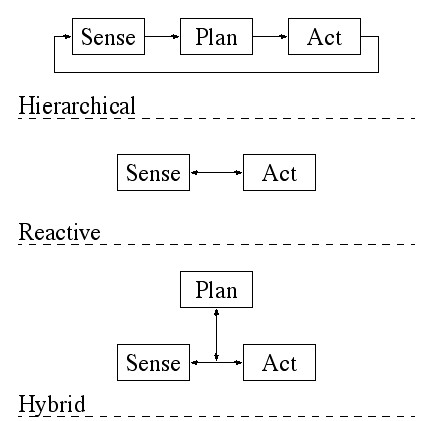 Sense Plan Act
Hierarchical
Sense Act
Reactive
Plan
Sense Act
Hybrid